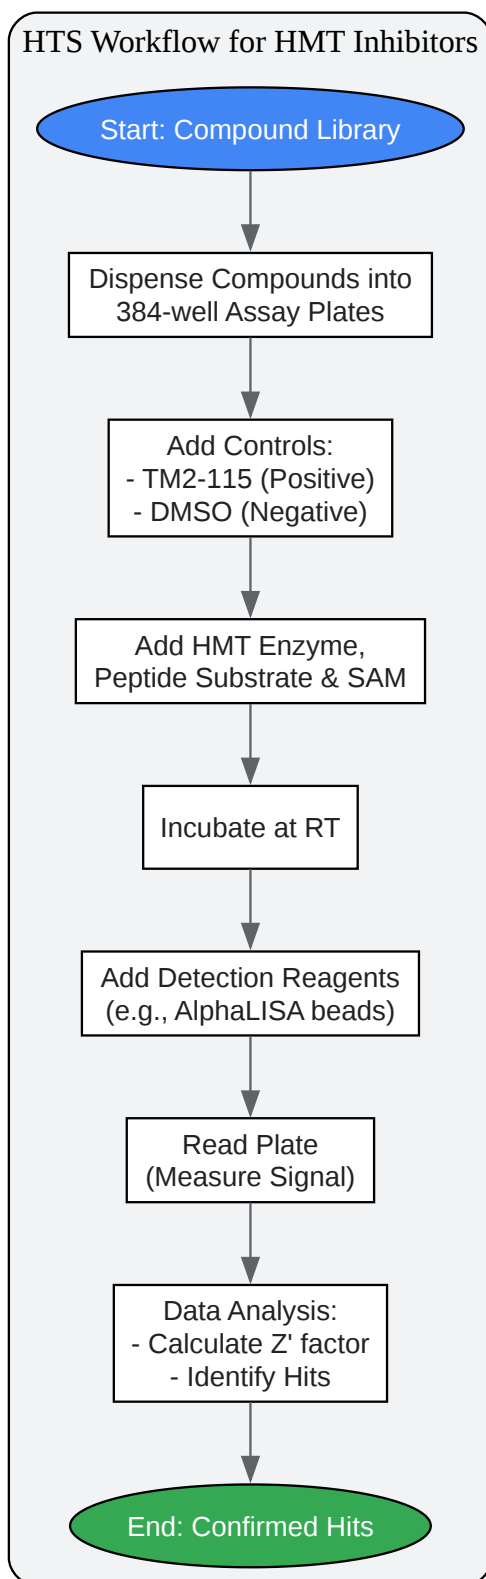 HTS Workflow for HMT Inhibitors
Start: Compound Library
Dispense Compounds into
384-well Assay Plates
Add Controls:
- TM2-115 (Positive)
- DMSO (Negative)
Add HMT Enzyme,
Peptide Substrate & SAM
Incubate at RT
Add Detection Reagents
(e.g., AlphaLISA beads)
Read Plate
(Measure Signal)
Data Analysis:
- Calculate Z' factor
- Identify Hits
End: Confirmed Hits